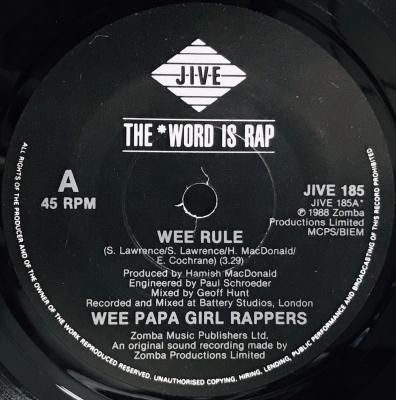 J·I·V·E
THE *WORD IS RAP
A
45 RPM
JIVE 185
JIVE 185A*
℗ 1988 Zomba
Productions Limited
MCPS/BIEM
WEE RULE
(S. Lawrence/S. Lawrence/H. MacDonald/
E. Cochrane) (3.29)
Produced by Hamish MacDonald
Engineered by Paul Schroeder
Mixed by Geoff Hunt
Recorded and Mixed at Battery Studios, London
WEE PAPA GIRL RAPPERS
Zomba Music Publishers Ltd.
An original sound recording made by
Zomba Productions Limited
ALL RIGHTS OF THE PRODUCER AND OF THE OWNER OF THE WORK REPRODUCED RESERVED. UNAUTHORISED COPYING, HIRING, LENDING, PUBLIC PERFORMANCE AND BROADCASTING OF THIS RECORD PROHIBITED